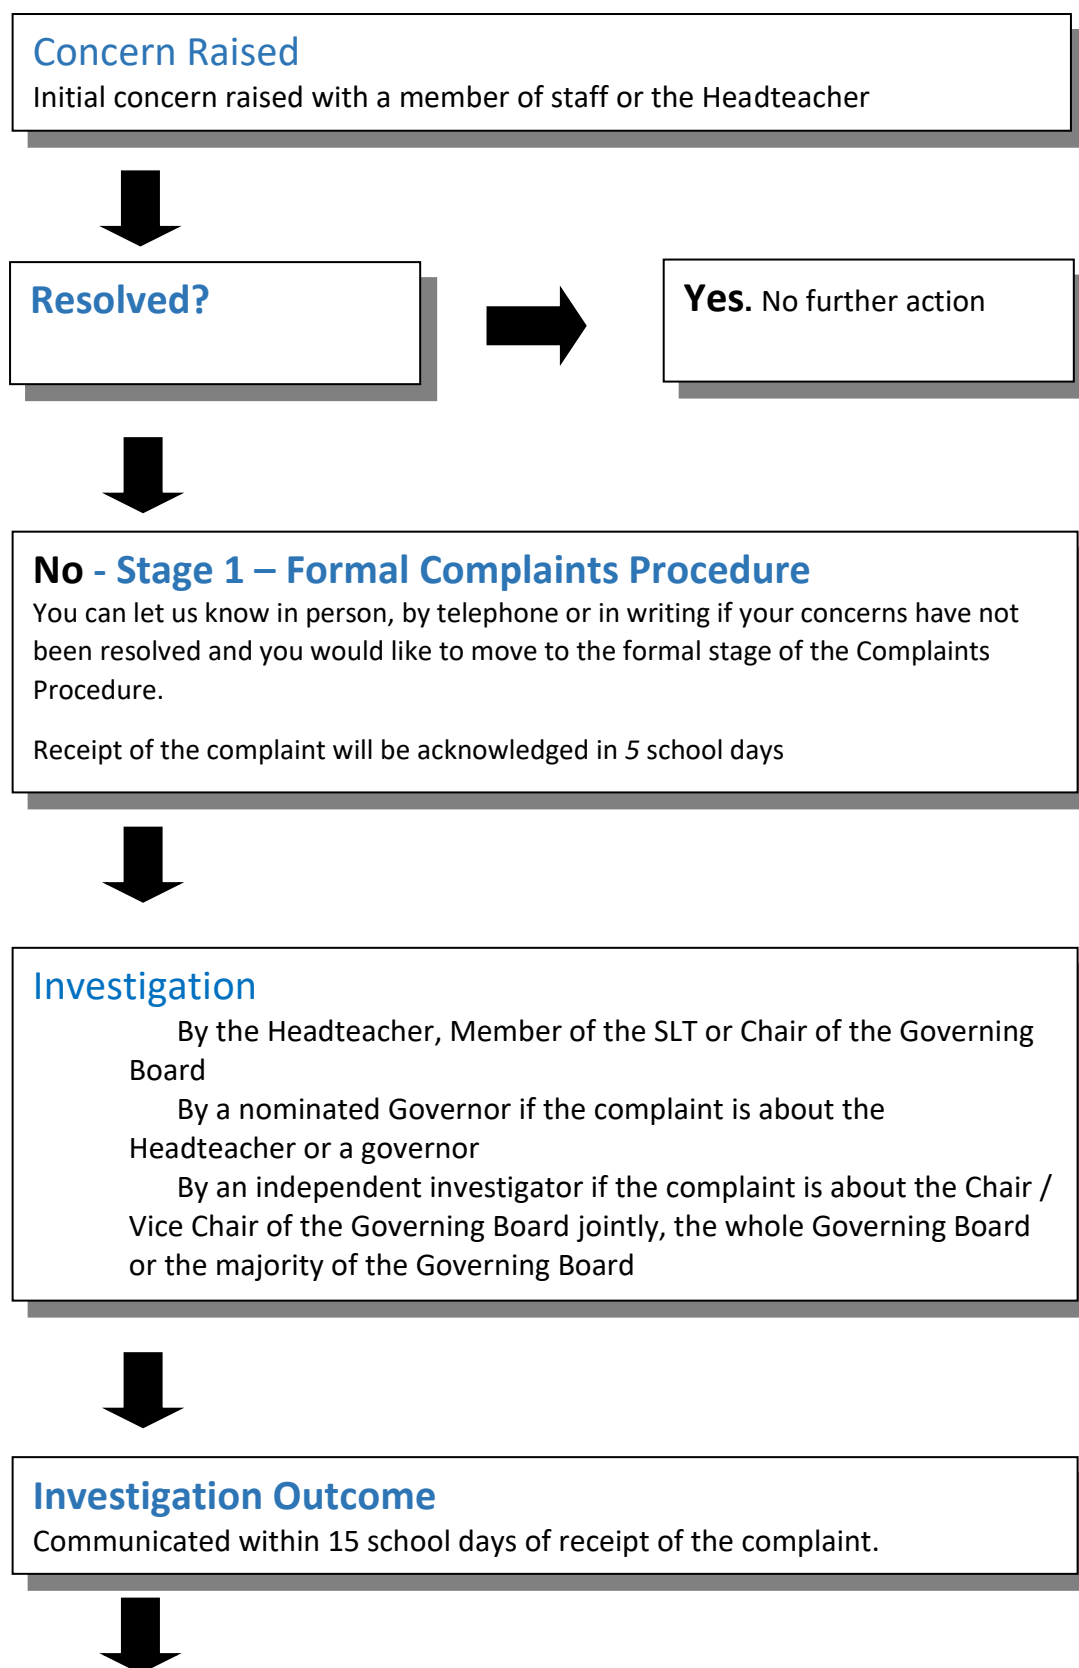 Concern Raised
Initial concern raised with a member of staff or the Headteacher
Resolved?
Yes. No further action
No - Stage 1 – Formal Complaints Procedure
You can let us know in person, by telephone or in writing if your concerns have not
been resolved and you would like to move to the formal stage of the Complaints
Procedure.
Receipt of the complaint will be acknowledged in 5 school days
Investigation
By the Headteacher, Member of the SLT or Chair of the Governing
Board
By a nominated Governor if the complaint is about the
Headteacher or a governor
By an independent investigator if the complaint is about the Chair /
Vice Chair of the Governing Board jointly, the whole Governing Board
or the majority of the Governing Board
Investigation Outcome
Communicated within 15 school days of receipt of the complaint.